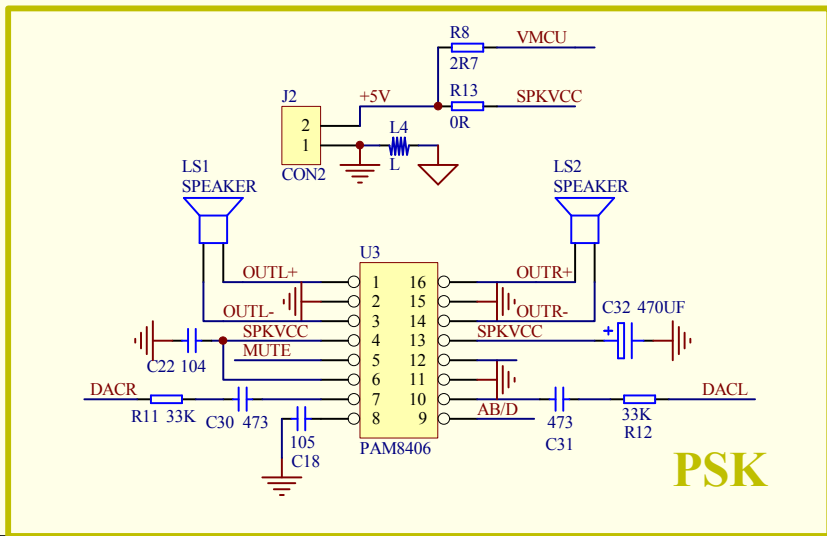 R8
VMCU
2R7
R13
J2
+5V
SPKVCC
2
L4
0R
1
LS1
L
LS2
SPEAKER
CON2
SPEAKER
U3
OUTL+
1
16
OUTR+
2
15
OUTL-
3
14
OUTR-
C32 470UF
SPKVCC
4
13
SPKVCC
C22 104
MUTE
5
12
6
11
DACR
7
10
DACL
R11 33K
C30 473
8
9
AB/D
473
33K
105
C31
R12
C18
PAM8406
PSK